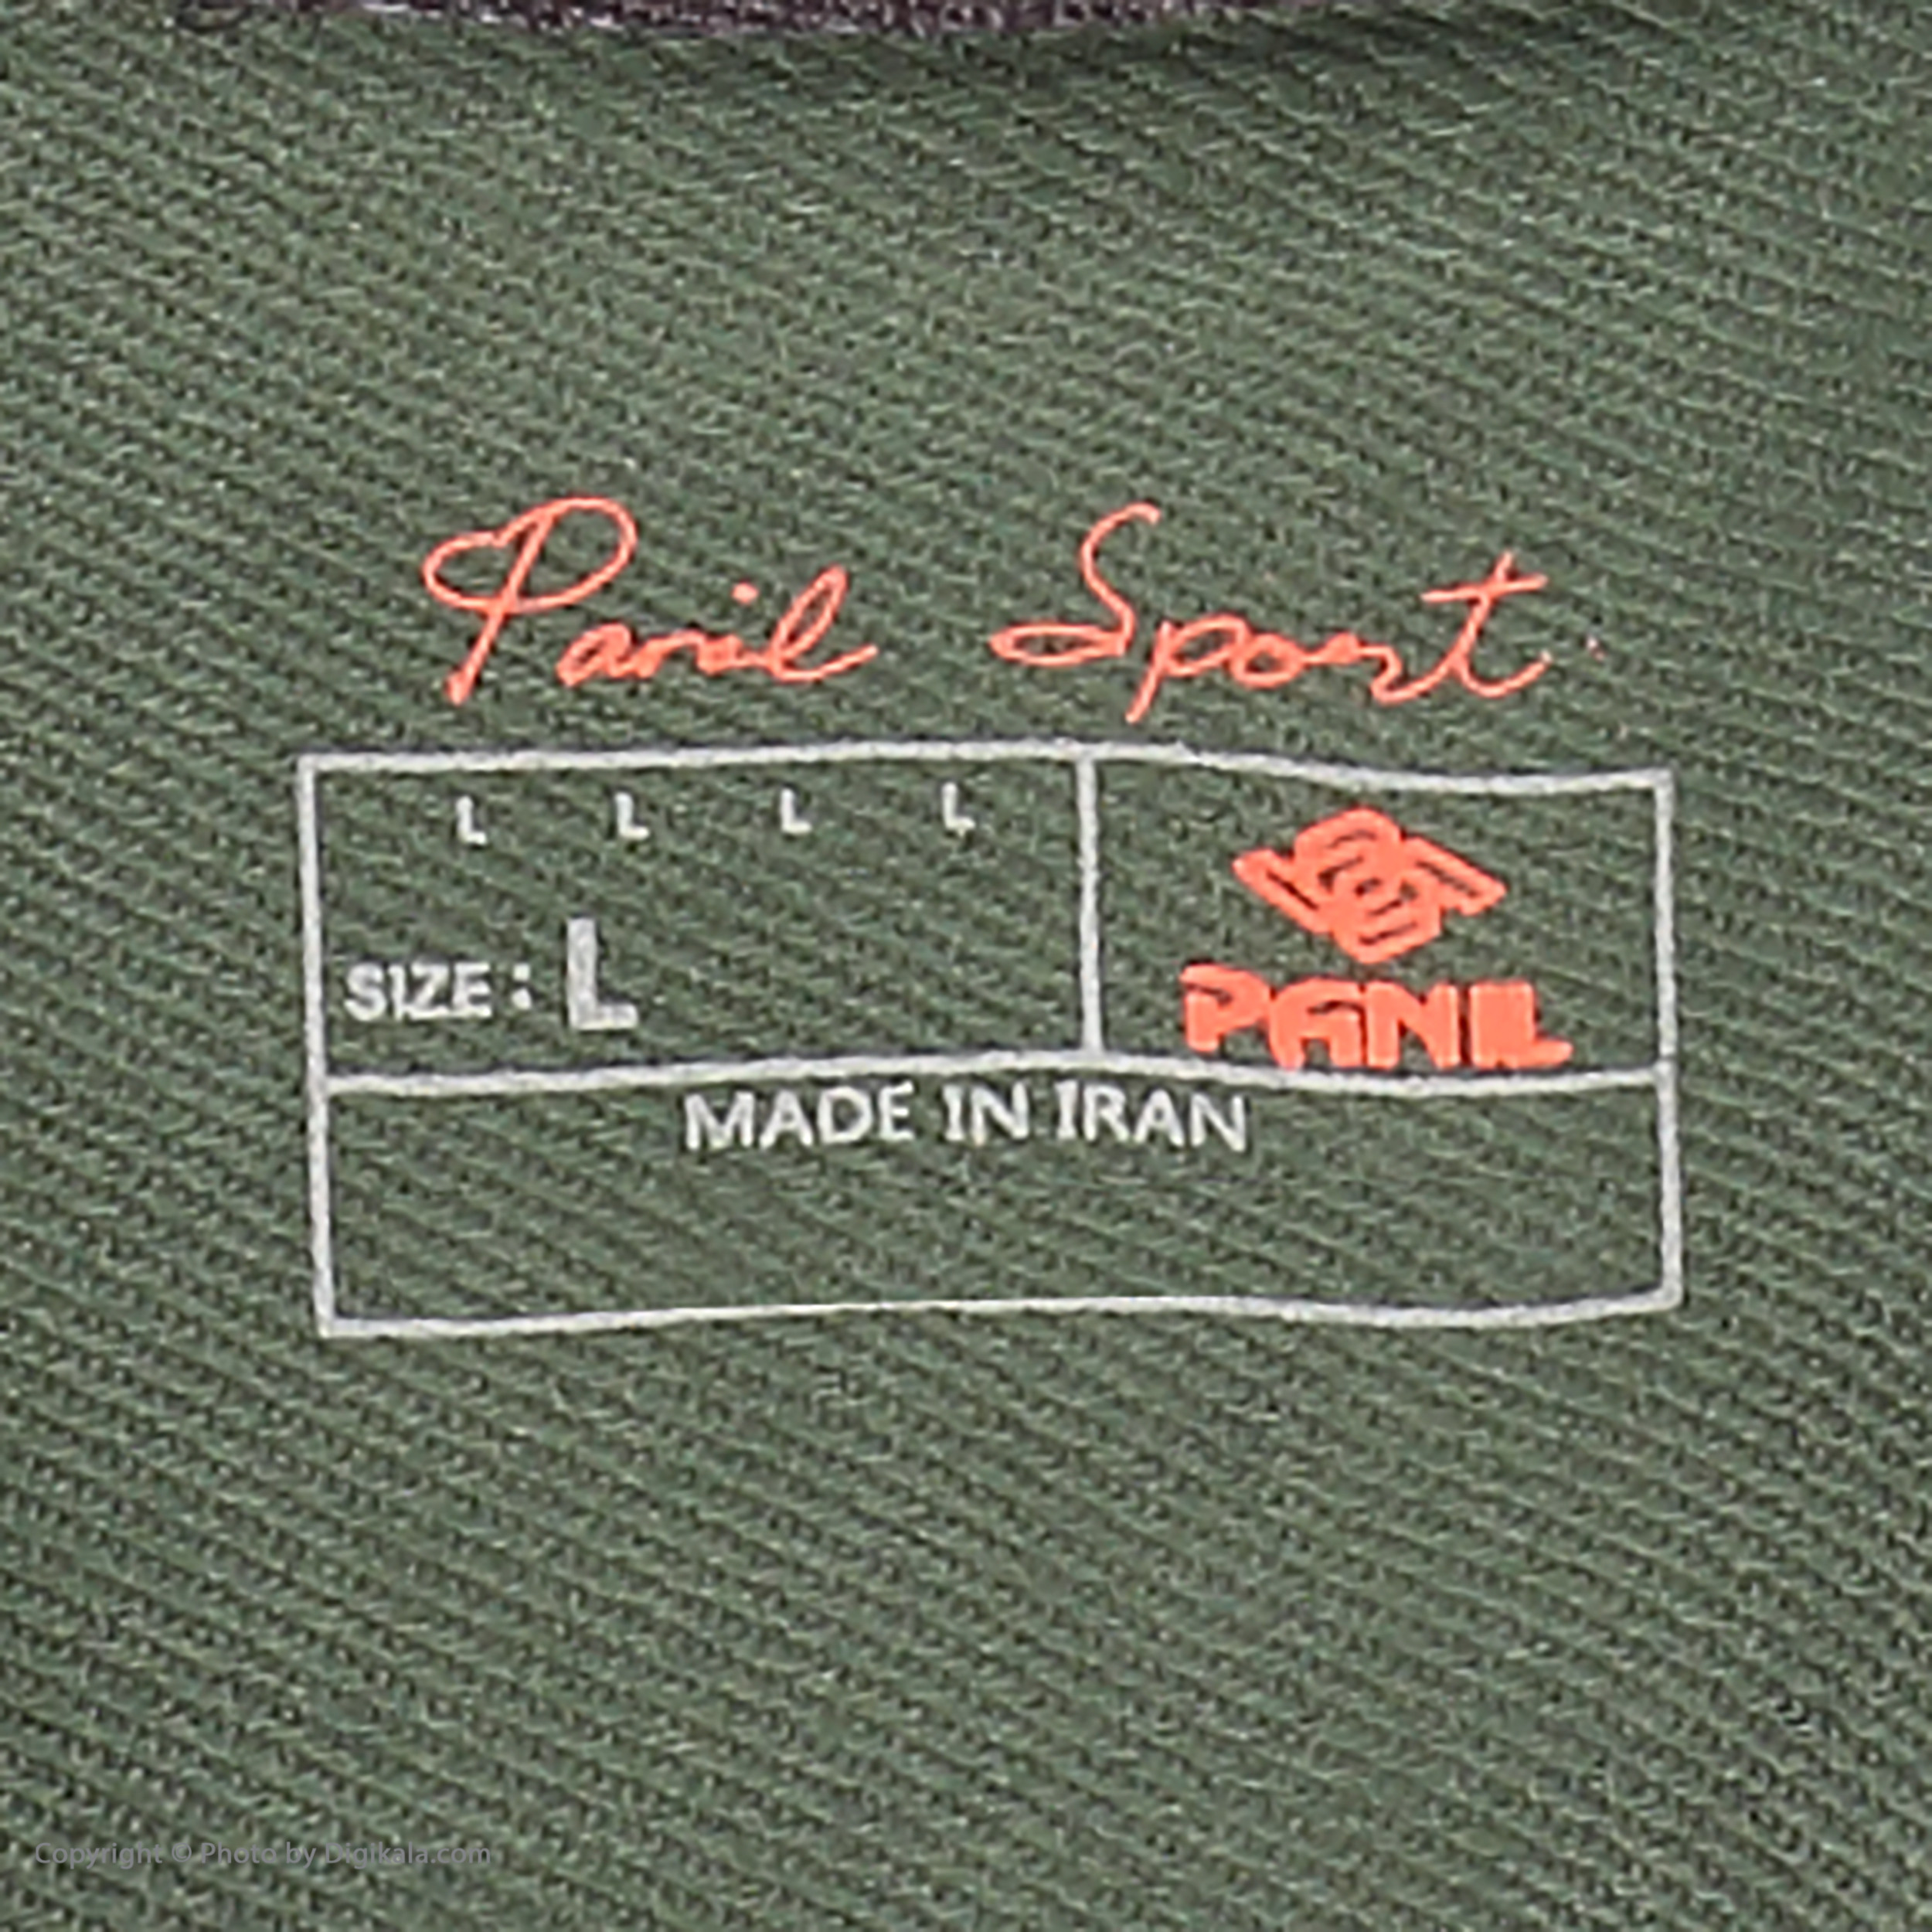 Panil Sport
L L L L
SIZE: L
PANIL
MADE IN IRAN
Copyright © Photo by Digikala.com